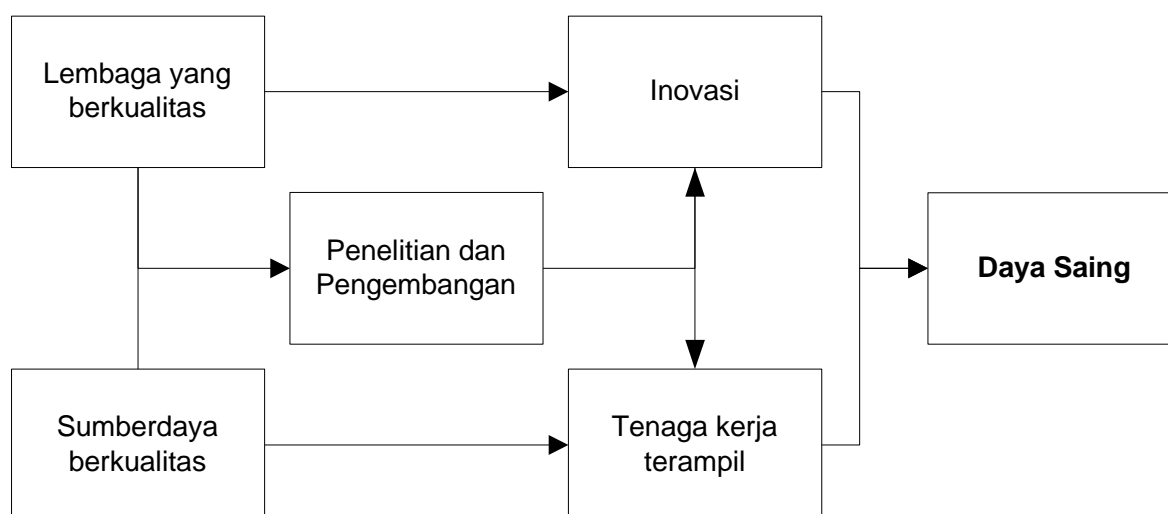 Lembaga yang
berkualitas
Inovasi
Penelitian dan
Pengembangan
Daya Saing
Sumberdaya
berkualitas
Tenaga kerja
terampil